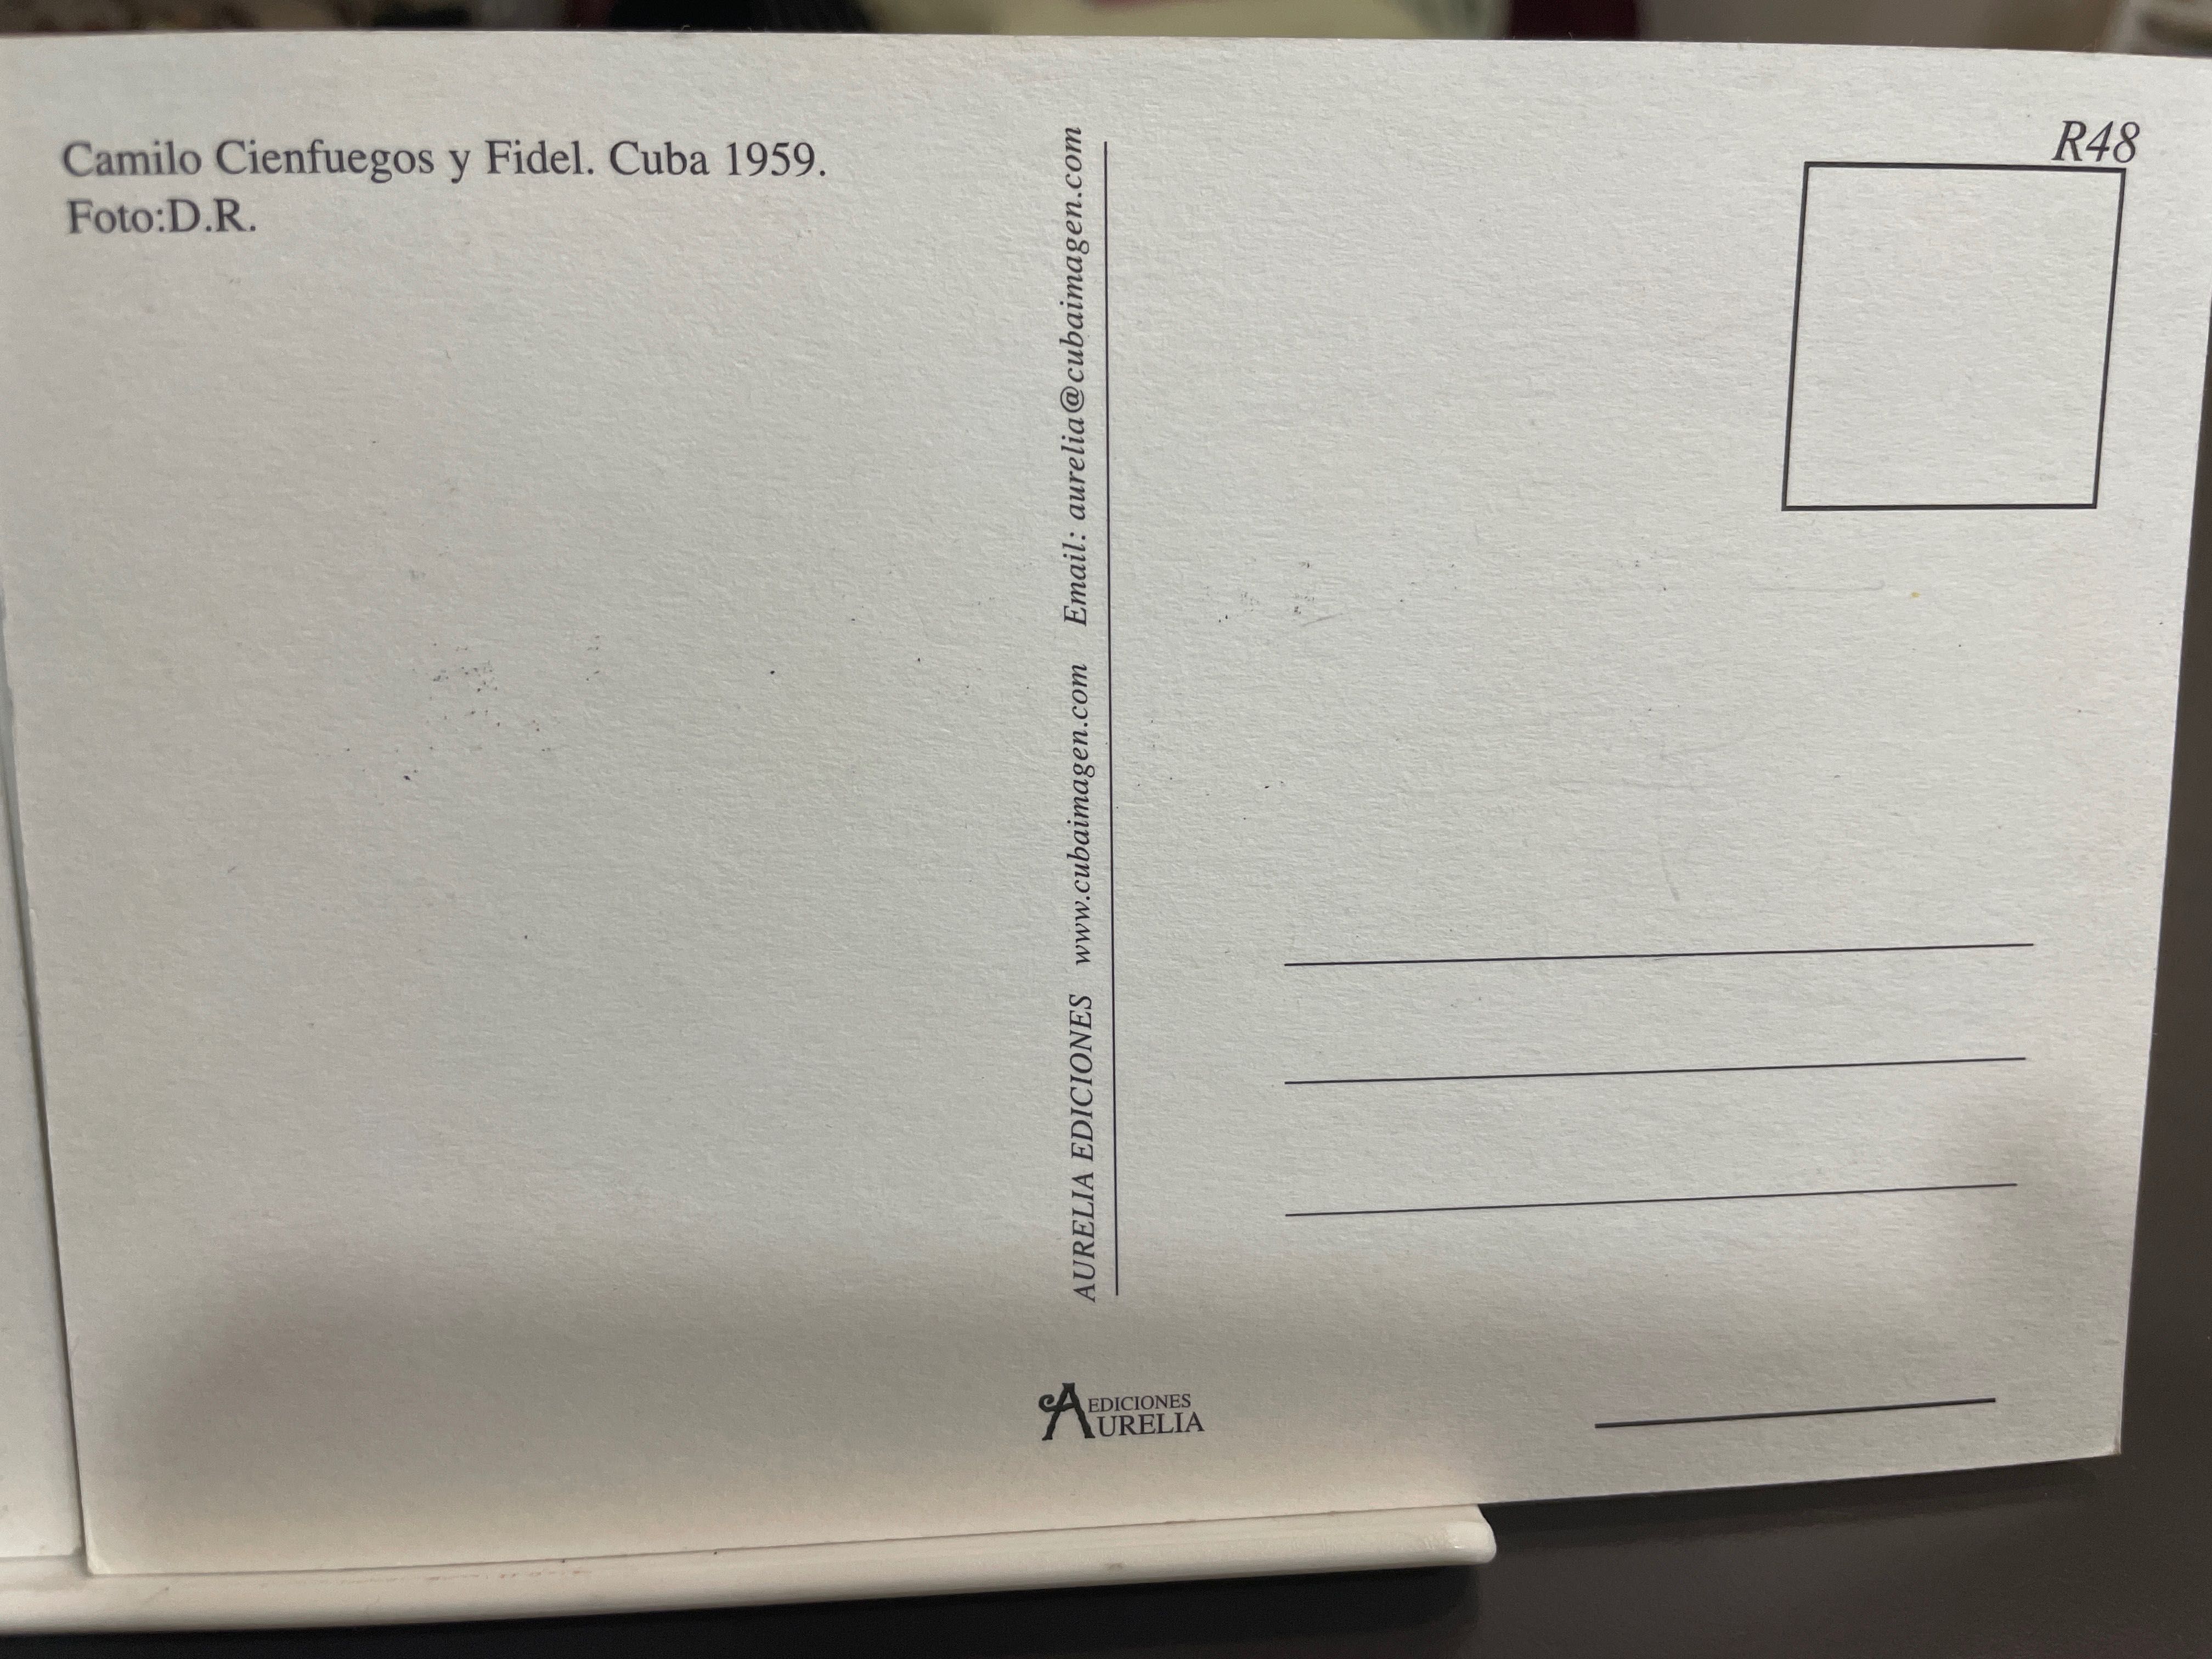 Camilo Cienfuegos y Fidel. Cuba 1959.
Foto:D.R.
AURELIA EDICIONES www.cubaimagen.com Email: aurelia@cubaimagen.com
R48
EDICIONES
AURELIA